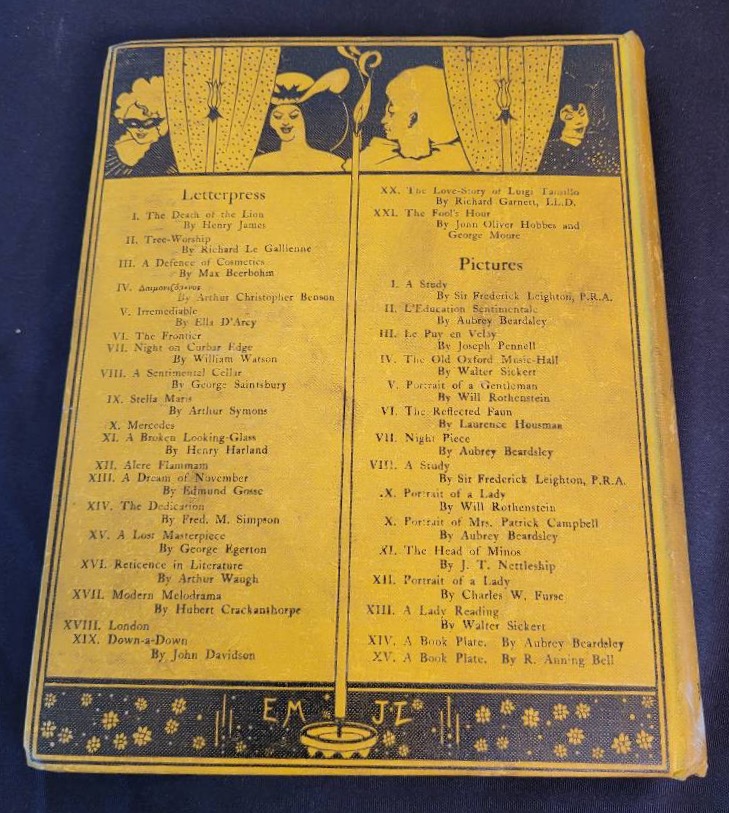 Letterpress
I. The Death of the Lion
By Henry James
II. Tree-Worship
By Richard Le Gallienne
III. A Defence of Cosmetics
By Max Beerbohm
IV. Δαιμονιζόμενος
By Arthur Christopher Benson
V. Irremediable
By Ella D'Arcy
VI. The Frontier
VII. Night on Curbar Edge
By William Watson
VIII. A Sentimental Cellar
By George Saintsbury
IX. Stella Maris
By Arthur Symons
X. Mercedes
XI. A Broken Looking-Glass
By Henry Harland
XII. Alere Flammam
XIII. A Dream of November
By Edmund Gosse
XIV. The Dedication
By Fred. M. Simpson
XV. A Lost Masterpiece
By George Egerton
XVI. Reticence in Literature
By Arthur Waugh
XVII. Modern Melodrama
By Hubert Crackanthorpe
XVIII. London
XIX. Down-a-Down
By John Davidson
XX. The Love-Story of Luigi Tansillo
By Richard Garnett, LL.D.
XXI. The Fool's Hour
By John Oliver Hobbes and
George Moore
Pictures
I. A Study
By Sir Frederick Leighton, P.R.A.
II. L'Education Sentimentale
By Aubrey Beardsley
III. Le Puy en Velay
By Joseph Pennell
IV. The Old Oxford Music-Hall
By Walter Sickert
V. Portrait of a Gentleman
By Will Rothenstein
VI. The Reflected Faun
By Laurence Housman
VII. Night Piece
By Aubrey Beardsley
VIII. A Study
By Sir Frederick Leighton, P.R.A.
.X. Portrait of a Lady
By Will Rothenstein
X. Portrait of Mrs. Patrick Campbell
By Aubrey Beardsley
XI. The Head of Minos
By J. T. Nettleship
XII. Portrait of a Lady
By Charles W. Furse
XIII. A Lady Reading
By Walter Sickert
XIV. A Book Plate. By Aubrey Beardsley
XV. A Book Plate. By R. Anning Bell
EM JL